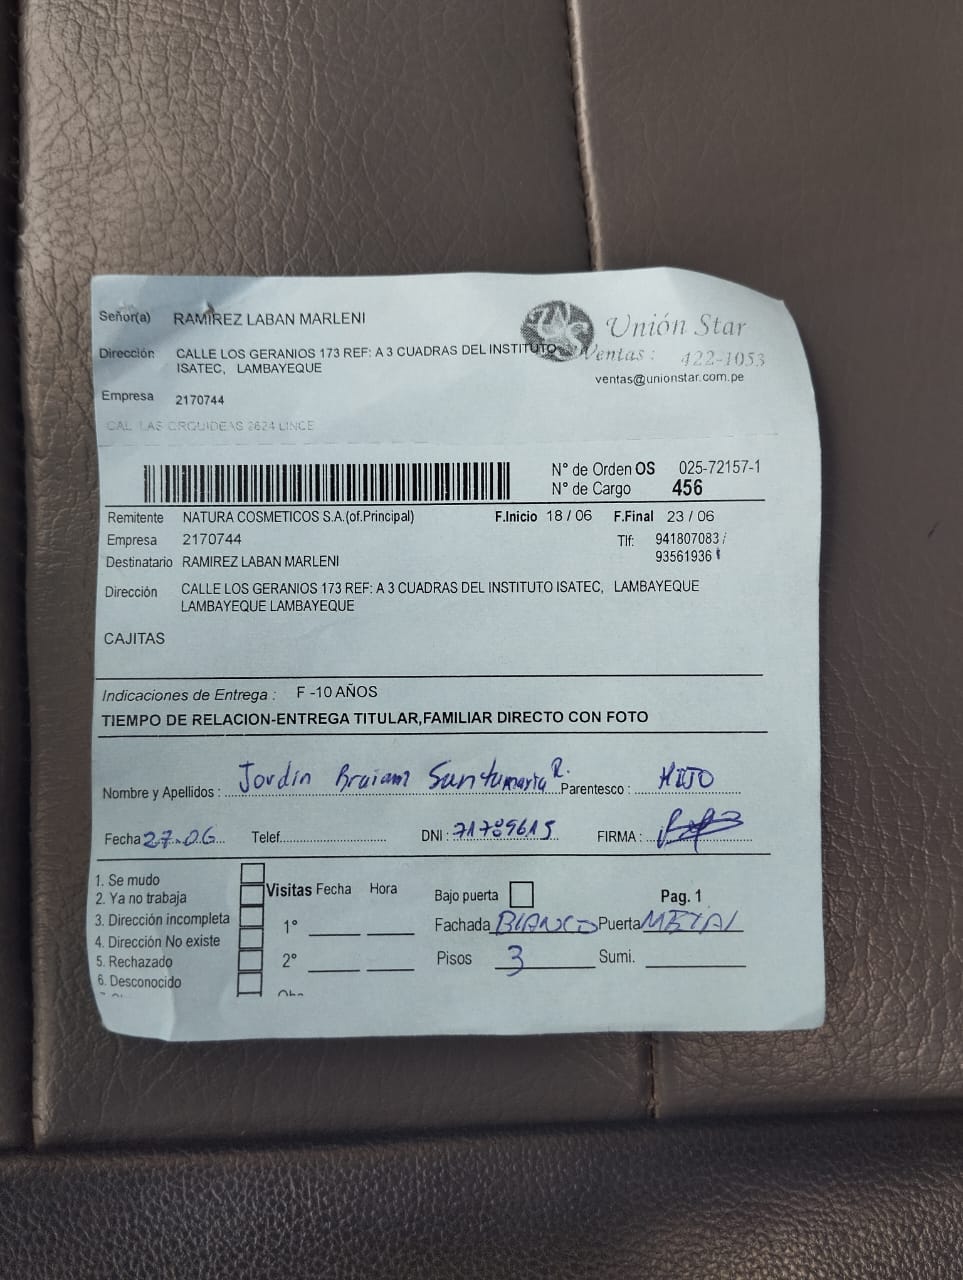 Señor(a) RAMIREZ LABAN MARLENI
Unión Star
Dirección CALLE LOS GERANIOS 173 REF: A 3 CUADRAS DEL INSTITUTO
ISATEC, LAMBAYEQUE
Ventas : 422-1053
ventas@unionstar.com.pe
Empresa 2170744
CAL LAS ORQUIDEAS 2624 LINCE
N° de Orden OS 025-72157-1
N° de Cargo 456
Remitente NATURA COSMETICOS S.A.(of.Principal) F.Inicio 18 / 06 F.Final 23 / 06
Empresa 2170744 Tlf: 941807083 /
93561936
Destinatario RAMIREZ LABAN MARLENI
Dirección CALLE LOS GERANIOS 173 REF: A 3 CUADRAS DEL INSTITUTO ISATEC, LAMBAYEQUE
LAMBAYEQUE LAMBAYEQUE
CAJITAS
Indicaciones de Entrega : F -10 AÑOS
TIEMPO DE RELACION-ENTREGA TITULAR,FAMILIAR DIRECTO CON FOTO
Nombre y Apellidos : Jordin Braiam Santamaria R. Parentesco : HIJO
Fecha 27-06 Telef. DNI : 71789615 FIRMA :
1. Se mudo
2. Ya no trabaja
3. Dirección incompleta
4. Dirección No existe
5. Rechazado
6. Desconocido
Visitas Fecha Hora
1°
2°
Bajo puerta Pag. 1
Fachada BLANCO Puerta METAL
Pisos 3 Sumi.